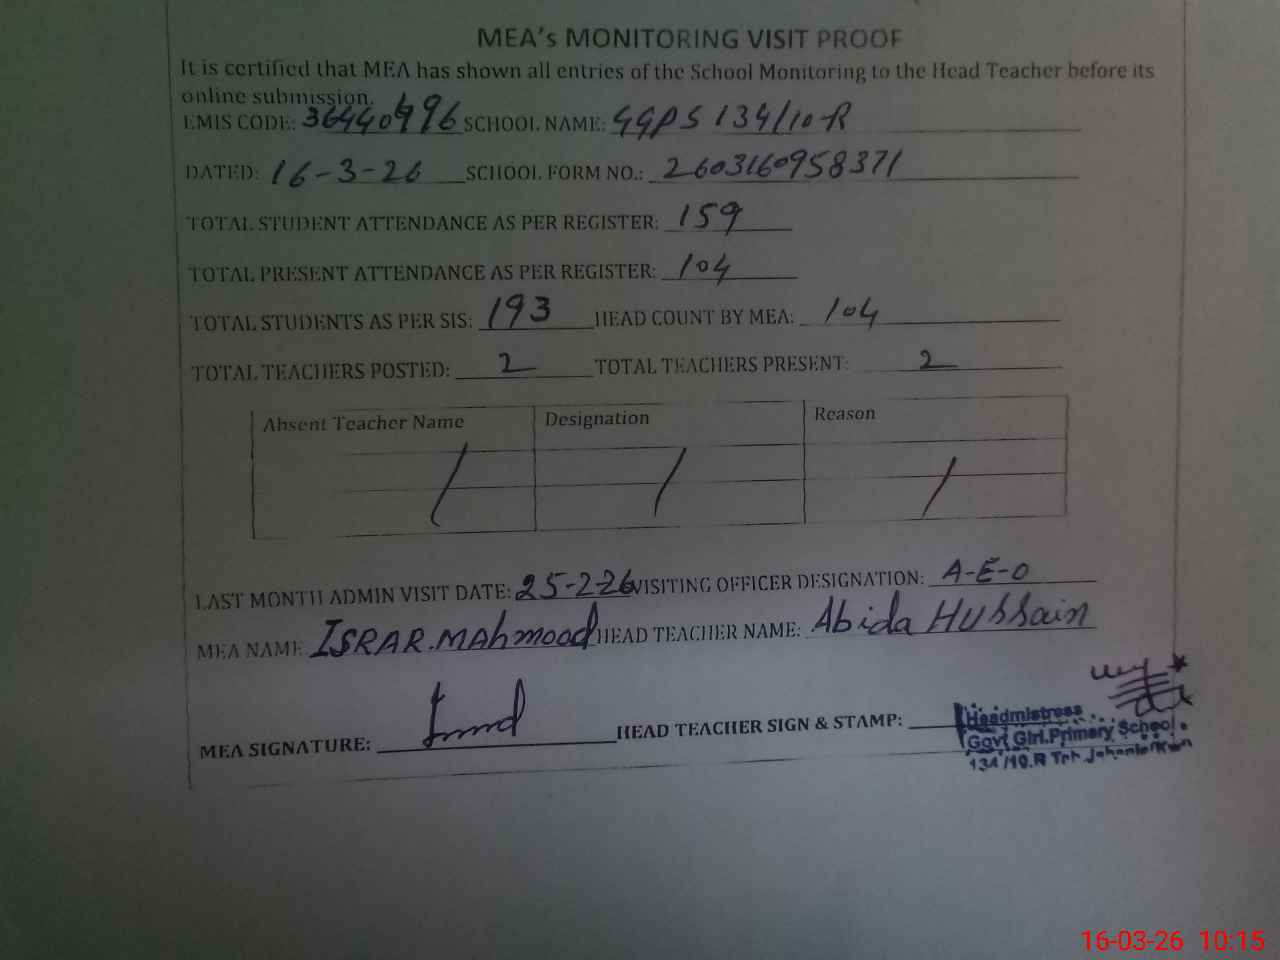 MEA's MONITORING VISIT PROOF
It is certified that MEA has shown all entries of the School Monitoring to the Head Teacher before its
online submission.
EMIS CODE: 36440496 SCHOOL NAME: GGPS 134/10-R
DATED: 16-3-26 SCHOOL FORM NO.: 2603160958371
TOTAL STUDENT ATTENDANCE AS PER REGISTER: 159
TOTAL PRESENT ATTENDANCE AS PER REGISTER: 104
TOTAL STUDENTS AS PER SIS: 193 HEAD COUNT BY MEA: 104
TOTAL TEACHERS POSTED: 2 TOTAL TEACHERS PRESENT: 2
Absent Teacher Name Designation Reason
/ / /
LAST MONTH ADMIN VISIT DATE: 25-2-26 VISITING OFFICER DESIGNATION: A-E-O
MEA NAME: ISRAR.MAhmood HEAD TEACHER NAME: Abida HUSSain
MEA SIGNATURE: HEAD TEACHER SIGN & STAMP:
Headmistress
Govt Girl.Primary School.
134/10.R Teh
16-03-26 10:15